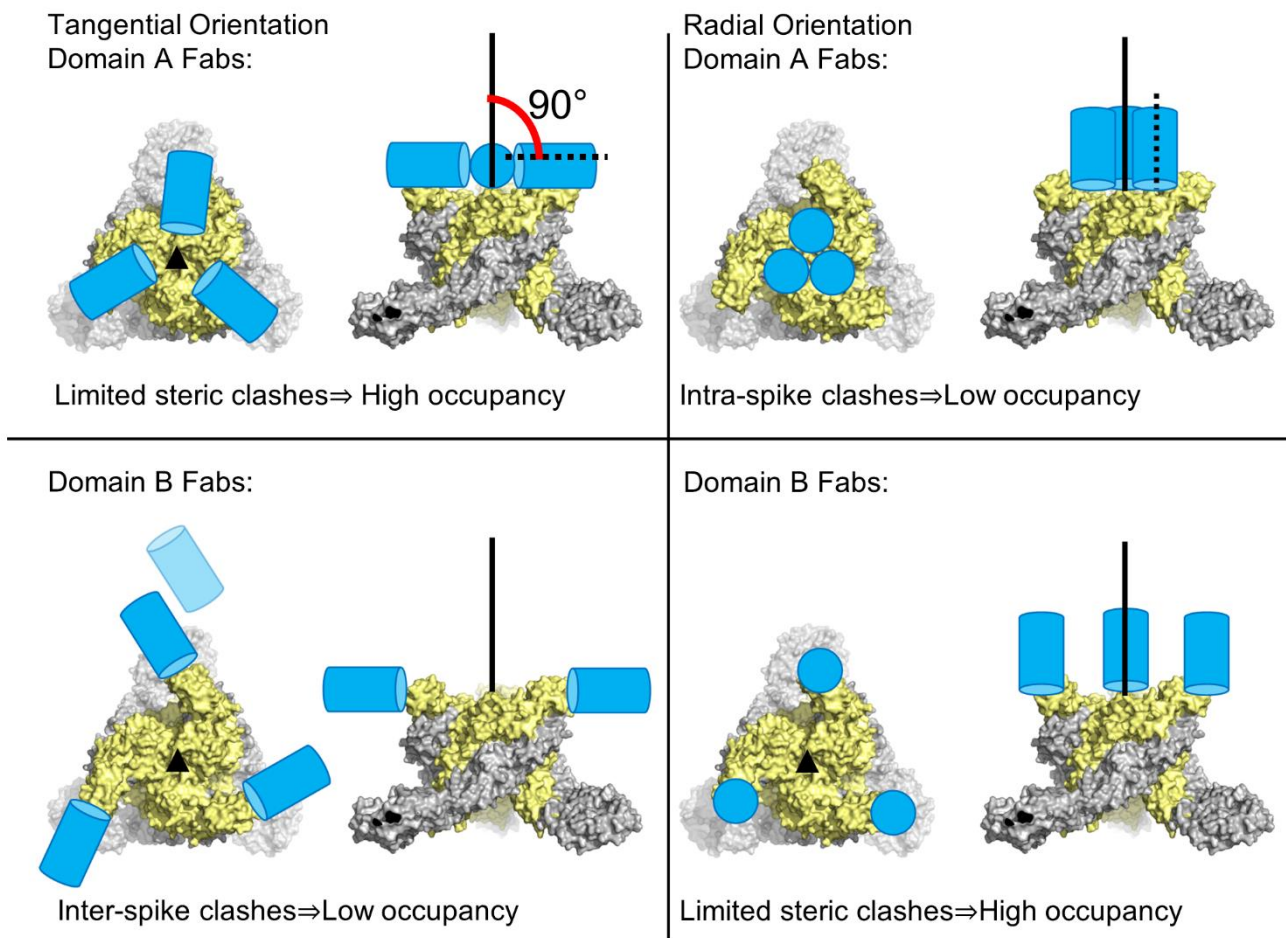 Tangential Orientation
Domain A Fabs:
90°
Limited steric clashes⇒ High occupancy
Radial Orientation
Domain A Fabs:
Intra-spike clashes⇒Low occupancy
Domain B Fabs:
Inter-spike clashes⇒Low occupancy
Domain B Fabs:
Limited steric clashes⇒High occupancy